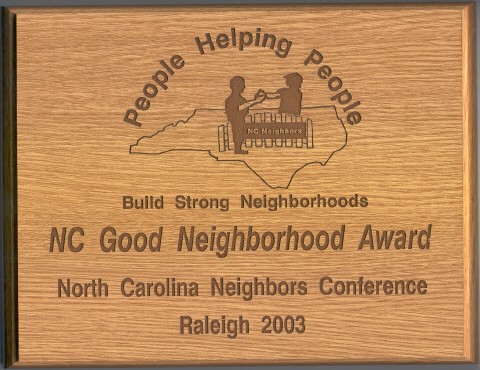 People Helping People
NC Neighbors
Build Strong Neighborhoods
NC Good Neighborhood Award
North Carolina Neighbors Conference
Raleigh 2003